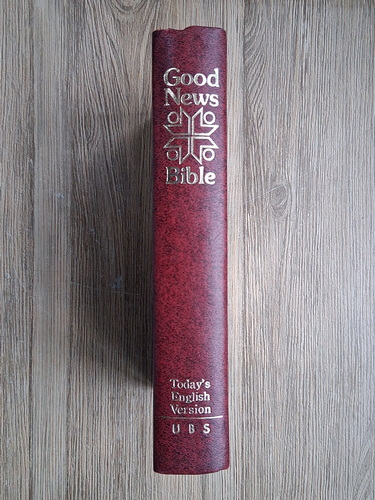 Good
News
Bible
Today's
English
Version
UBS